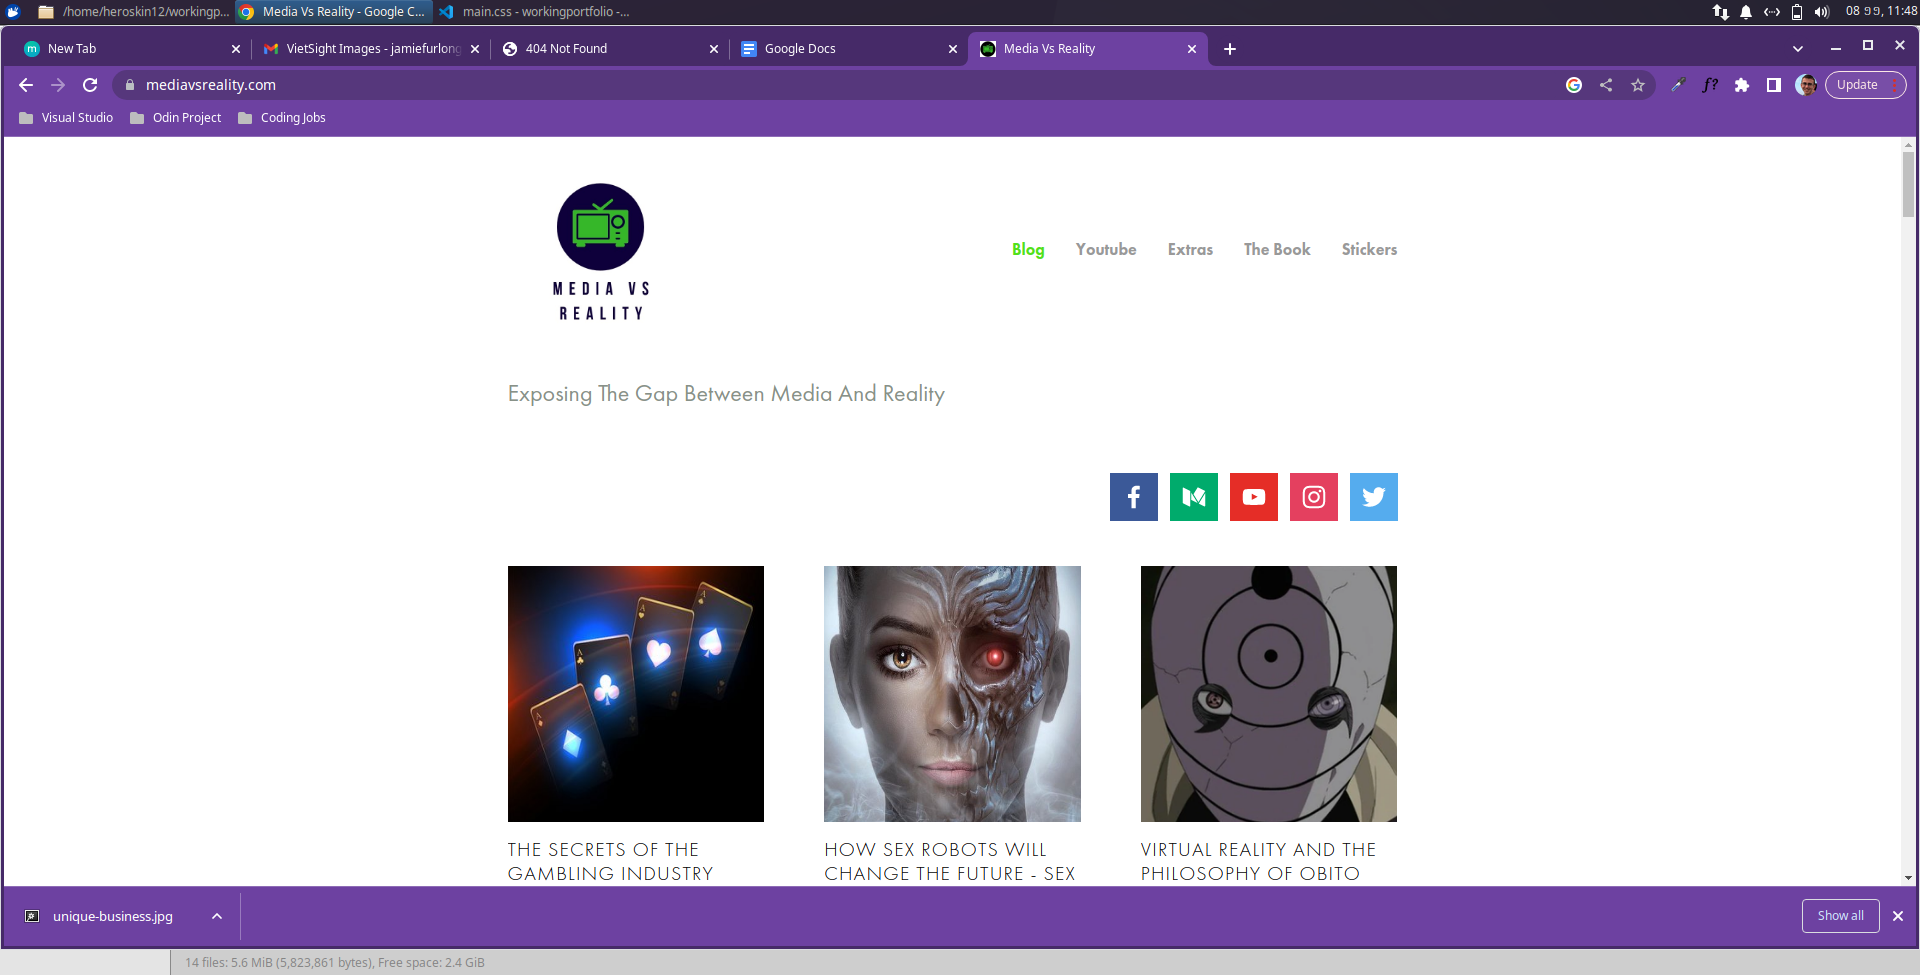 /home/heroskin12/workingp...
Media Vs Reality - Google C...
main.css - workingportfolio -...
08 ๑๑, 11:48
New Tab
VietSight Images - jamiefurlong
404 Not Found
Google Docs
Media Vs Reality
mediavsreality.com
f?
Update
Visual Studio
Odin Project
Coding Jobs
MEDIA VS
REALITY
Blog
Youtube
Extras
The Book
Stickers
Exposing The Gap Between Media And Reality
THE SECRETS OF THE
GAMBLING INDUSTRY
HOW SEX ROBOTS WILL
CHANGE THE FUTURE - SEX
VIRTUAL REALITY AND THE
PHILOSOPHY OF OBITO
unique-business.jpg
Show all
14 files: 5.6 MiB (5,823,861 bytes), Free space: 2.4 GiB